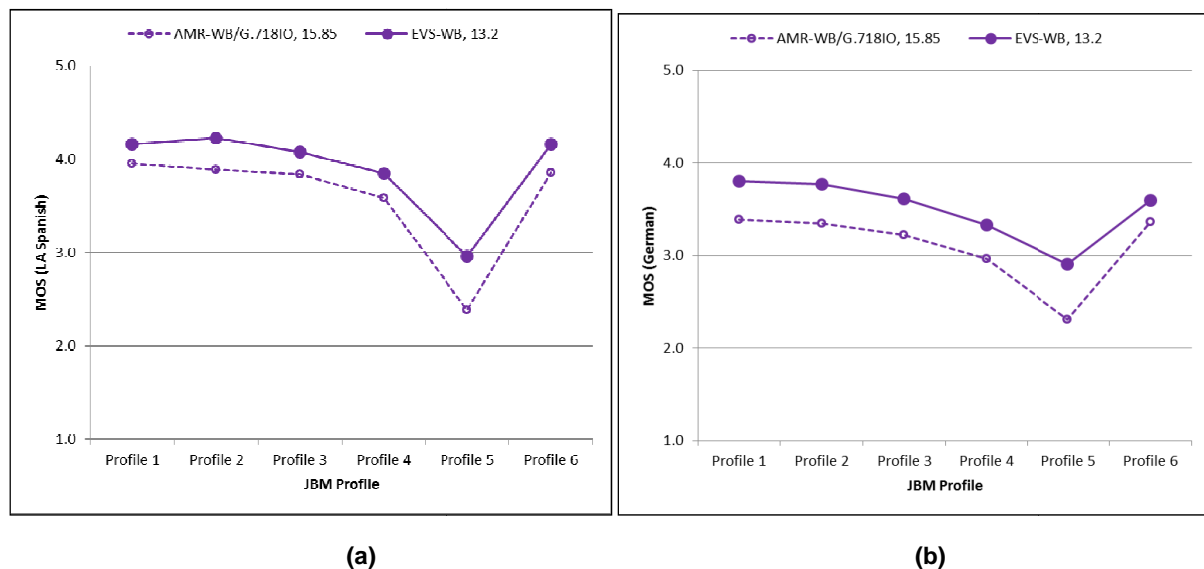 AMR-WB/G.718IO, 15.85 EVS-WB, 13.2
5.0
4.0
3.0
2.0
1.0
MOS (LA Spanish)
Profile 1 Profile 2 Profile 3 Profile 4 Profile 5 Profile 6
JBM Profile
(a)
AMR-WB/G.718IO, 15.85 EVS-WB, 13.2
5.0
4.0
3.0
2.0
1.0
MOS (German)
Profile 1 Profile 2 Profile 3 Profile 4 Profile 5 Profile 6
JBM Profile
(b)